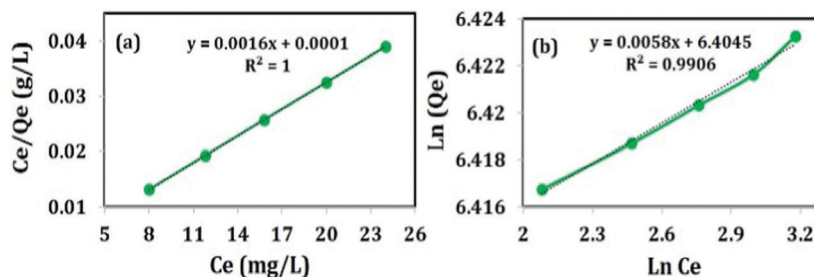 (a)
y = 0.0016x + 0.0001
R² = 1
Ce/Qe (g/L)
0.04
0.03
0.02
0.01
5 8 11 14 17 20 23 26
Ce (mg/L)
(b)
y = 0.0058x + 6.4045
R² = 0.9906
Ln (Qe)
6.424
6.422
6.42
6.418
6.416
2 2.3 2.6 2.9 3.2
Ln Ce